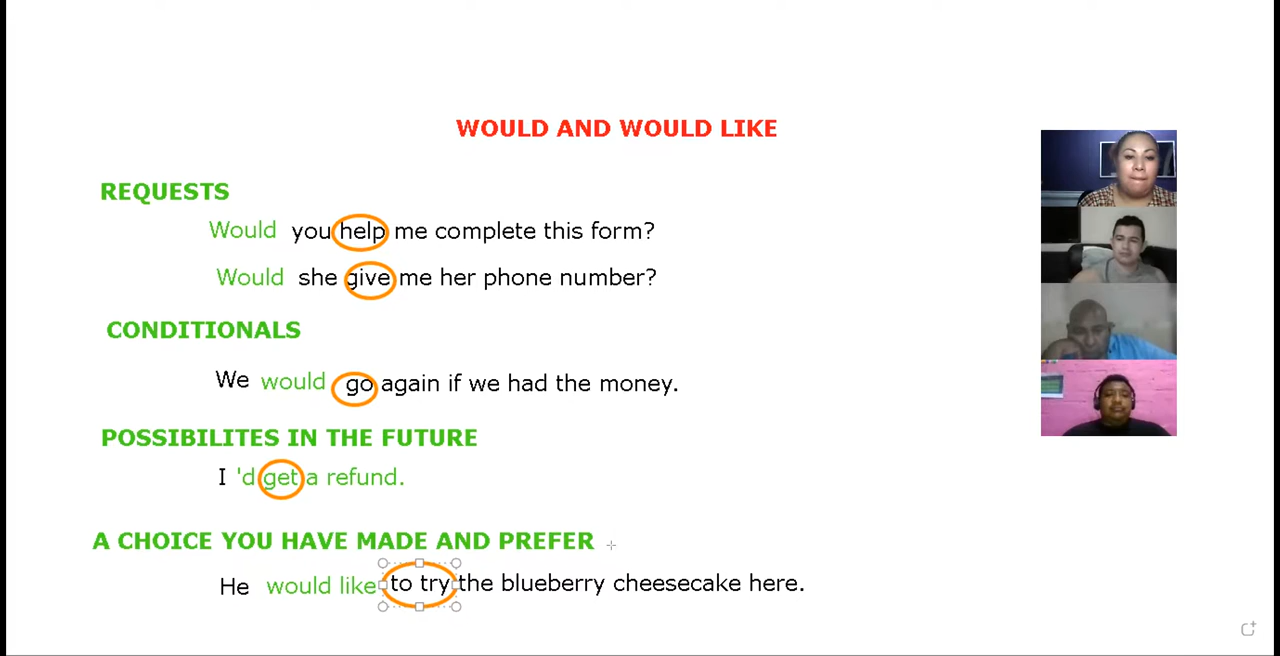 WOULD AND WOULD LIKE
REQUESTS
Would you help me complete this form?
Would she give me her phone number?
CONDITIONALS
We would go again if we had the money.
POSSIBILITES IN THE FUTURE
I 'd get a refund.
A CHOICE YOU HAVE MADE AND PREFER
He would like to try the blueberry cheesecake here.